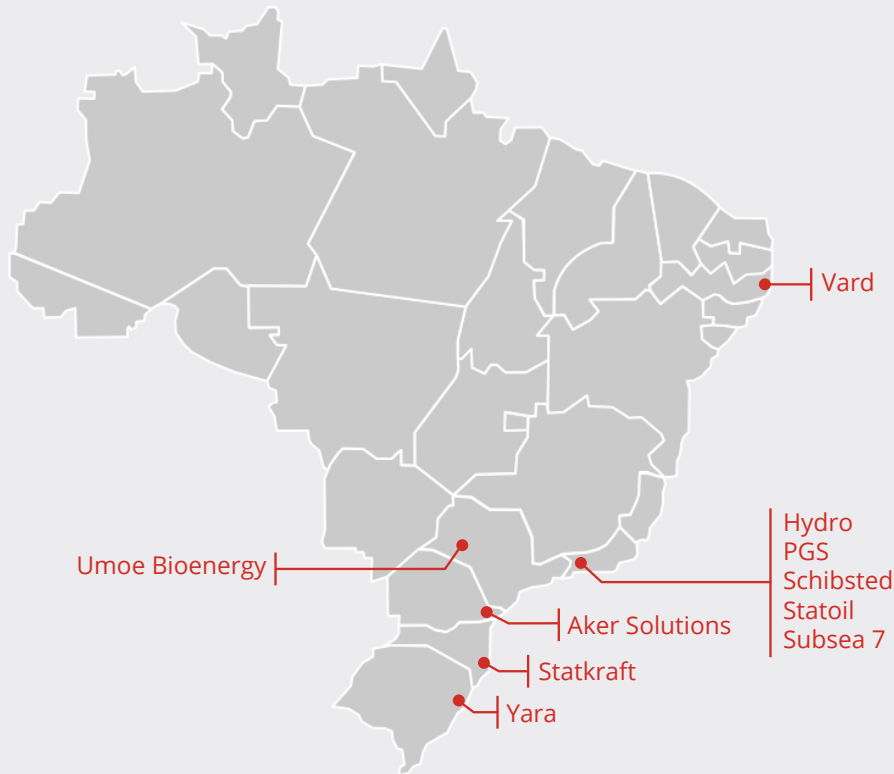 Vard
Hydro
PGS
Schibsted
Statoil
Subsea 7
Umoe Bioenergy
Aker Solutions
Statkraft
Yara